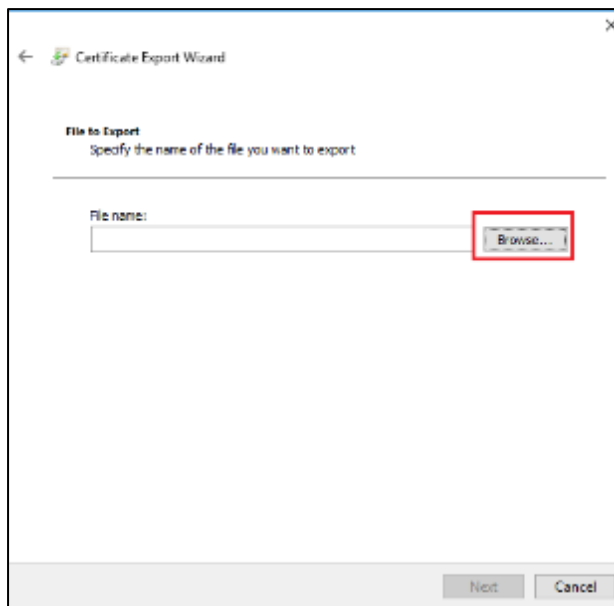 Certificate Export Wizard
File to Export
Specify the name of the file you want to export
File name:
Browse...
Next
Cancel